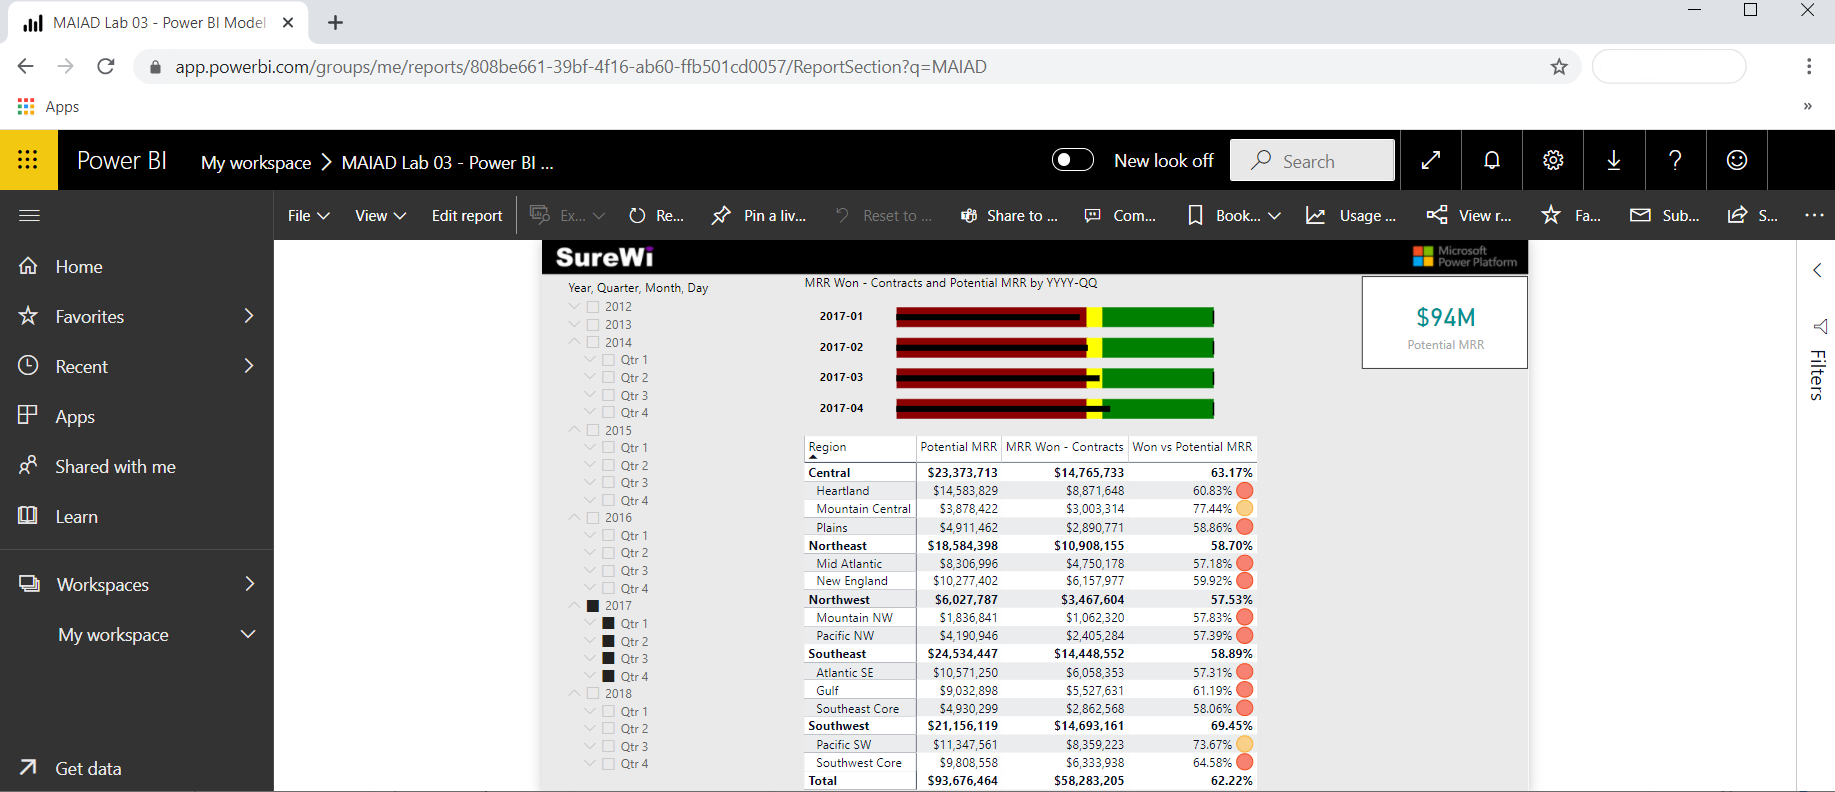 MAIAD Lab 03 - Power BI Model
app.powerbi.com/groups/me/reports/808be661-39bf-4f16-ab60-ffb501cd0057/ReportSection?q=MAIAD
Apps
Power BI My workspace > MAIAD Lab 03 - Power BI ... New look off Search
File View Edit report Ex... Re... Pin a liv... Reset to ... Share to ... Com... Book... Usage ... View r... Fa... Sub... S... ...
Home
Favorites
Recent
Apps
Shared with me
Learn
Workspaces
My workspace
Get data
SureWi
Microsoft
Power Platform
Year, Quarter, Month, Day
2012
2013
2014
Qtr 1
Qtr 2
Qtr 3
Qtr 4
2015
Qtr 1
Qtr 2
Qtr 3
Qtr 4
2016
Qtr 1
Qtr 2
Qtr 3
Qtr 4
2017
Qtr 1
Qtr 2
Qtr 3
Qtr 4
2018
Qtr 1
Qtr 2
Qtr 3
Qtr 4
MRR Won - Contracts and Potential MRR by YYYY-QQ
2017-01
2017-02
2017-03
2017-04
Region Potential MRR MRR Won - Contracts Won vs Potential MRR
Central $23,373,713 $14,765,733 63.17%
Heartland $14,583,829 $8,871,648 60.83%
Mountain Central $3,878,422 $3,003,314 77.44%
Plains $4,911,462 $2,890,771 58.86%
Northeast $18,584,398 $10,908,155 58.70%
Mid Atlantic $8,306,996 $4,750,178 57.18%
New England $10,277,402 $6,157,977 59.92%
Northwest $6,027,787 $3,467,604 57.53%
Mountain NW $1,836,841 $1,062,320 57.83%
Pacific NW $4,190,946 $2,405,284 57.39%
Southeast $24,534,447 $14,448,552 58.89%
Atlantic SE $10,571,250 $6,058,353 57.31%
Gulf $9,032,898 $5,527,631 61.19%
Southeast Core $4,930,299 $2,862,568 58.06%
Southwest $21,156,119 $14,693,161 69.45%
Pacific SW $11,347,561 $8,359,223 73.67%
Southwest Core $9,808,558 $6,333,938 64.58%
Total $93,676,464 $58,283,205 62.22%
$94M
Potential MRR
Filters